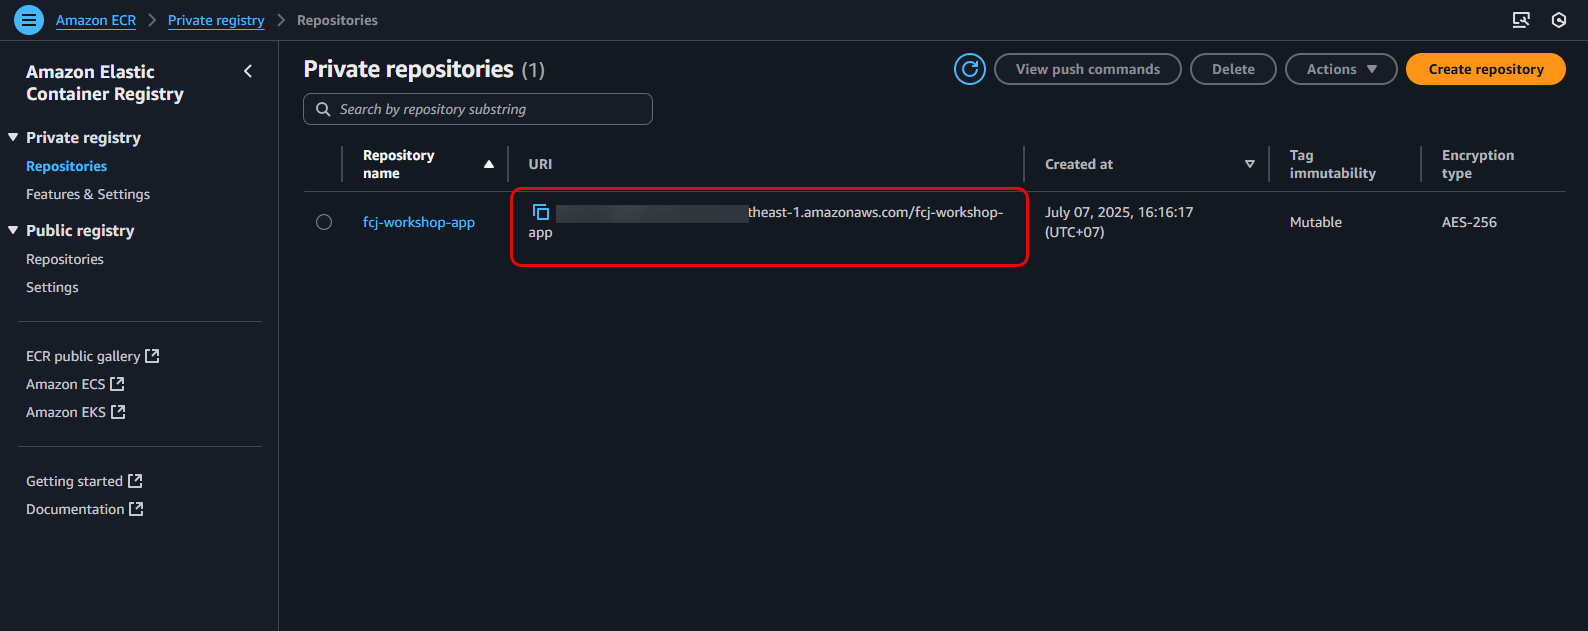 Amazon ECR
Private registry
Repositories
Amazon Elastic
Container Registry
Private registry
Repositories
Features & Settings
Public registry
Repositories
Settings
ECR public gallery
Amazon ECS
Amazon EKS
Getting started
Documentation
Private repositories (1)
View push commands
Delete
Actions
Create repository
Search by repository substring
Repository
name
URI
Created at
Tag
immutability
Encryption
type
fcj-workshop-app
theast-1.amazonaws.com/fcj-workshop-
app
July 07, 2025, 16:16:17
(UTC+07)
Mutable
AES-256